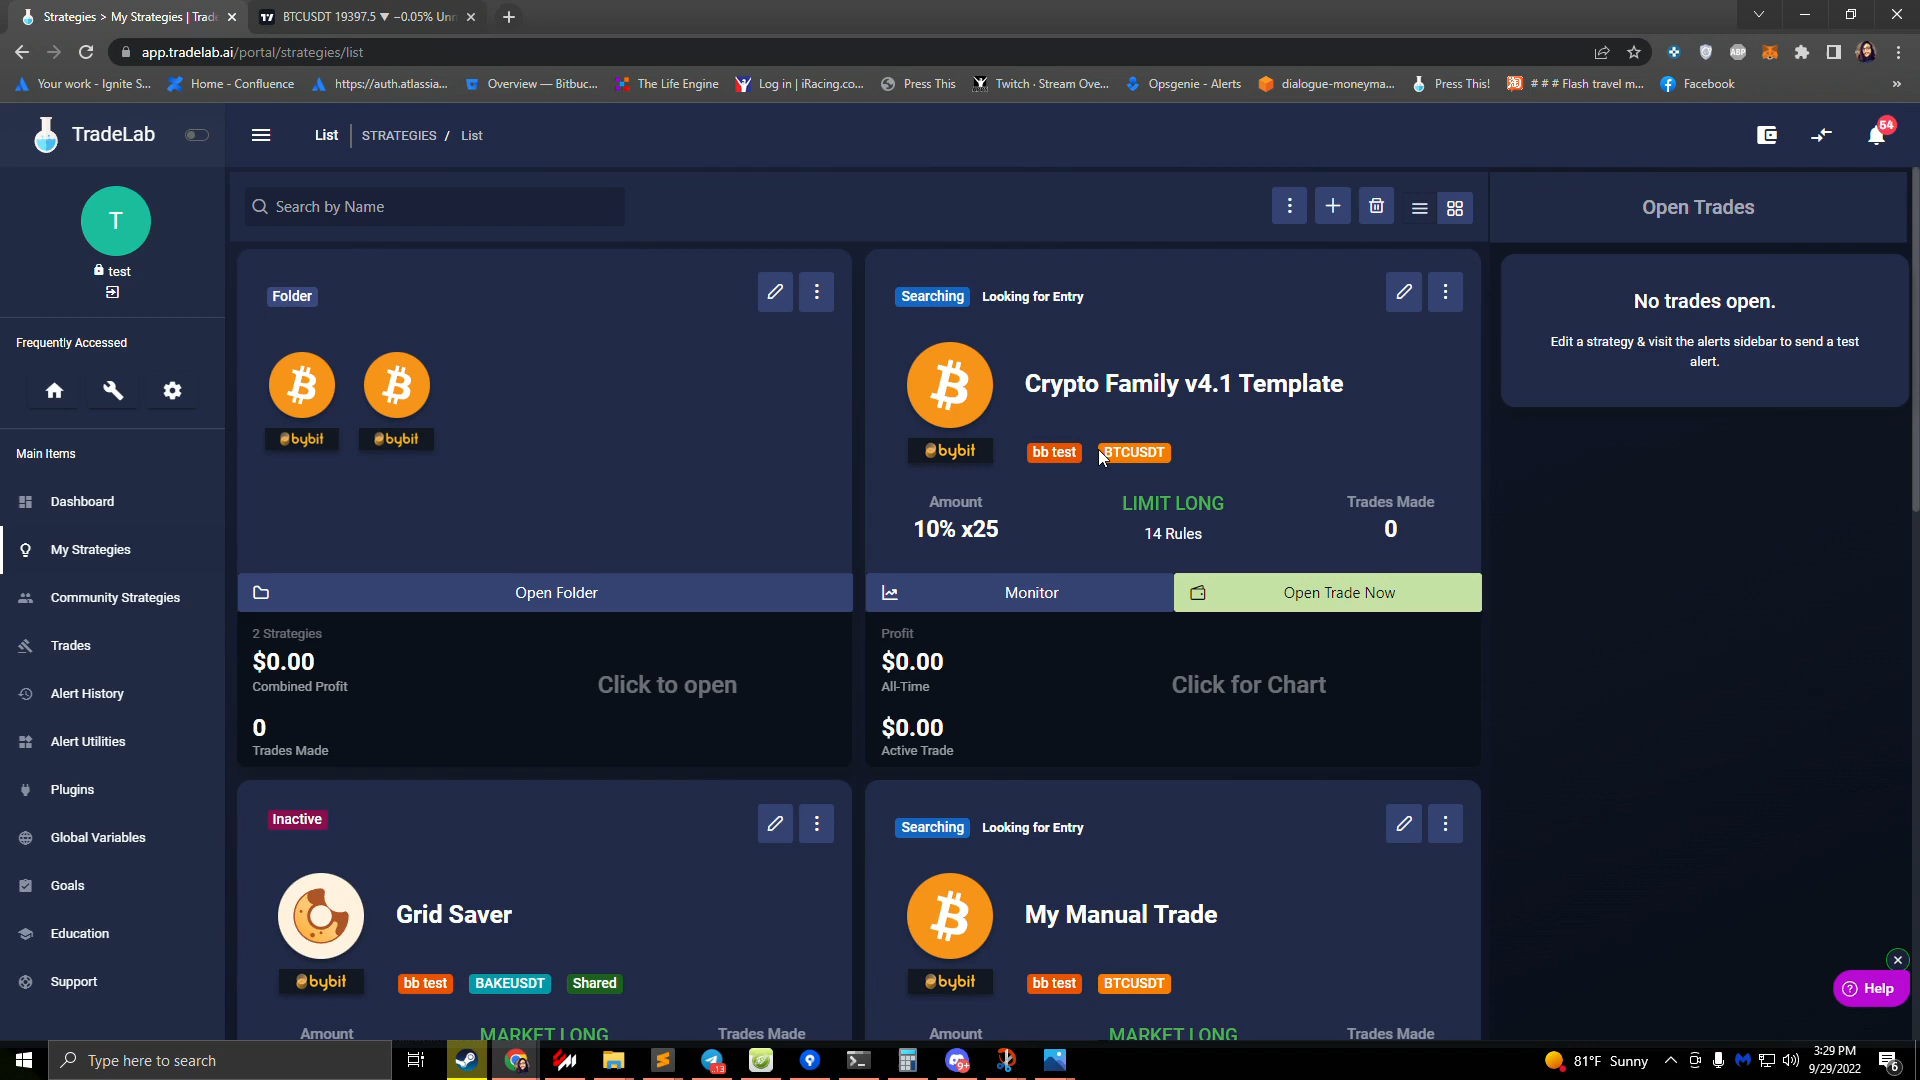 Strategies > My Strategies | Trade
BTCUSDT 19397.5 ▼ −0.05% Unn
app.tradelab.ai/portal/strategies/list
Your work - Ignite S...
Home - Confluence
https://auth.atlassia...
Overview — Bitbuc...
The Life Engine
Log in | iRacing.co...
Press This
Twitch - Stream Ove...
Opsgenie - Alerts
dialogue-moneyma...
Press This!
# # # Flash travel m...
Facebook
»
TradeLab
List
STRATEGIES / List
54
T
test
Frequently Accessed
Main Items
Dashboard
My Strategies
Community Strategies
Trades
Alert History
Alert Utilities
Plugins
Global Variables
Goals
Education
Support
Search by Name
Folder
bybit
bybit
Open Folder
2 Strategies
$0.00
Combined Profit
Click to open
0
Trades Made
Searching Looking for Entry
Crypto Family v4.1 Template
bybit
bb test BTCUSDT
Amount LIMIT LONG Trades Made
10% x25 14 Rules 0
Monitor Open Trade Now
Profit
$0.00
All-Time
Click for Chart
$0.00
Active Trade
Inactive
Grid Saver
bybit
bb test BAKEUSDT Shared
Amount MARKET LONG Trades Made
Searching Looking for Entry
My Manual Trade
bybit
bb test BTCUSDT
Amount MARKET LONG Trades Made
Open Trades
No trades open.
Edit a strategy & visit the alerts sidebar to send a test
alert.
Help
Type here to search
81°F Sunny
3:29 PM
9/29/2022
6